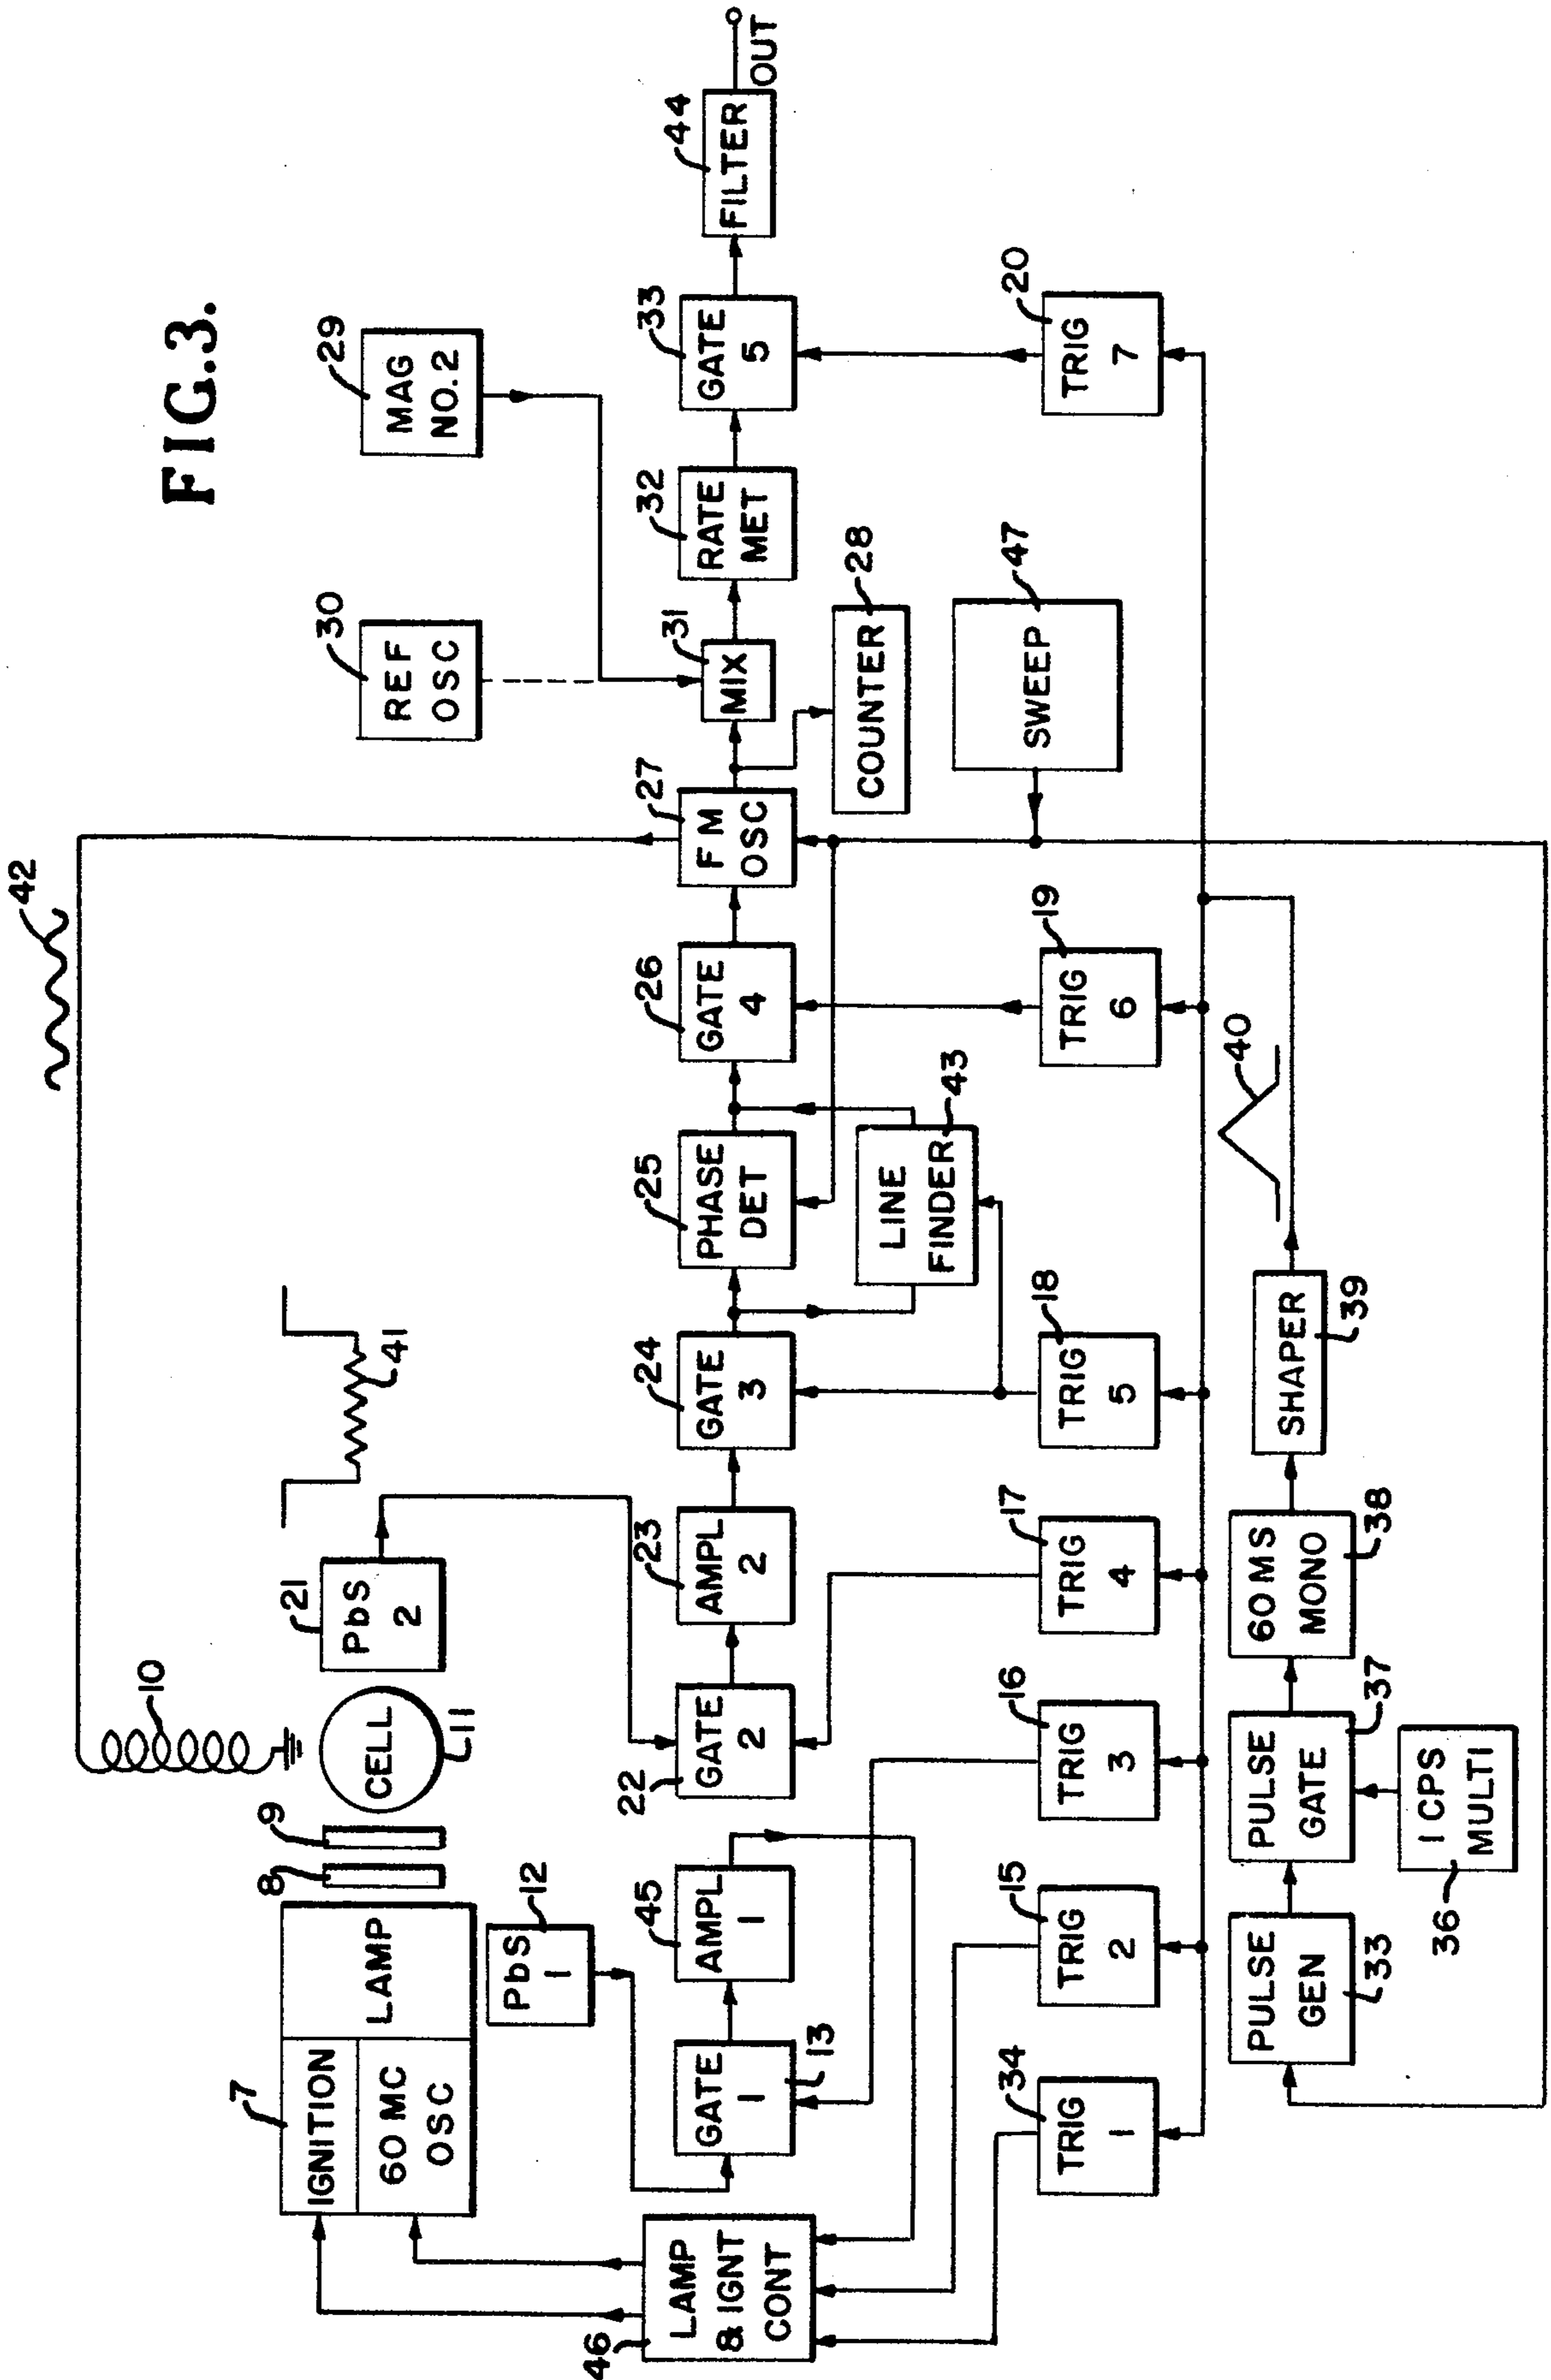 FIG.3.
42
7
IGNITION
60 MC
OSC
LAMP
8
9
10
CELL
11
21
PbS
2
41
30
REF
OSC
29
MAG
NO.2
12
PbS
1
46
LAMP
& IGNT
CONT
GATE
1
13
45
AMPL
1
22
GATE
2
23
AMPL
2
24
GATE
3
25
PHASE
DET
26
GATE
4
27
FM
OSC
31
MIX
32
RATE
MET
33
GATE
5
44
FILTER
OUT
LINE
FINDER
43
COUNTER
28
34
TRIG
1
15
TRIG
2
16
TRIG
3
17
TRIG
4
18
TRIG
5
19
TRIG
6
SWEEP
47
20
TRIG
7
PULSE
GEN
33
PULSE
GATE
37
60 MS
MONO
38
SHAPER
39
40
36
1 CPS
MULTI